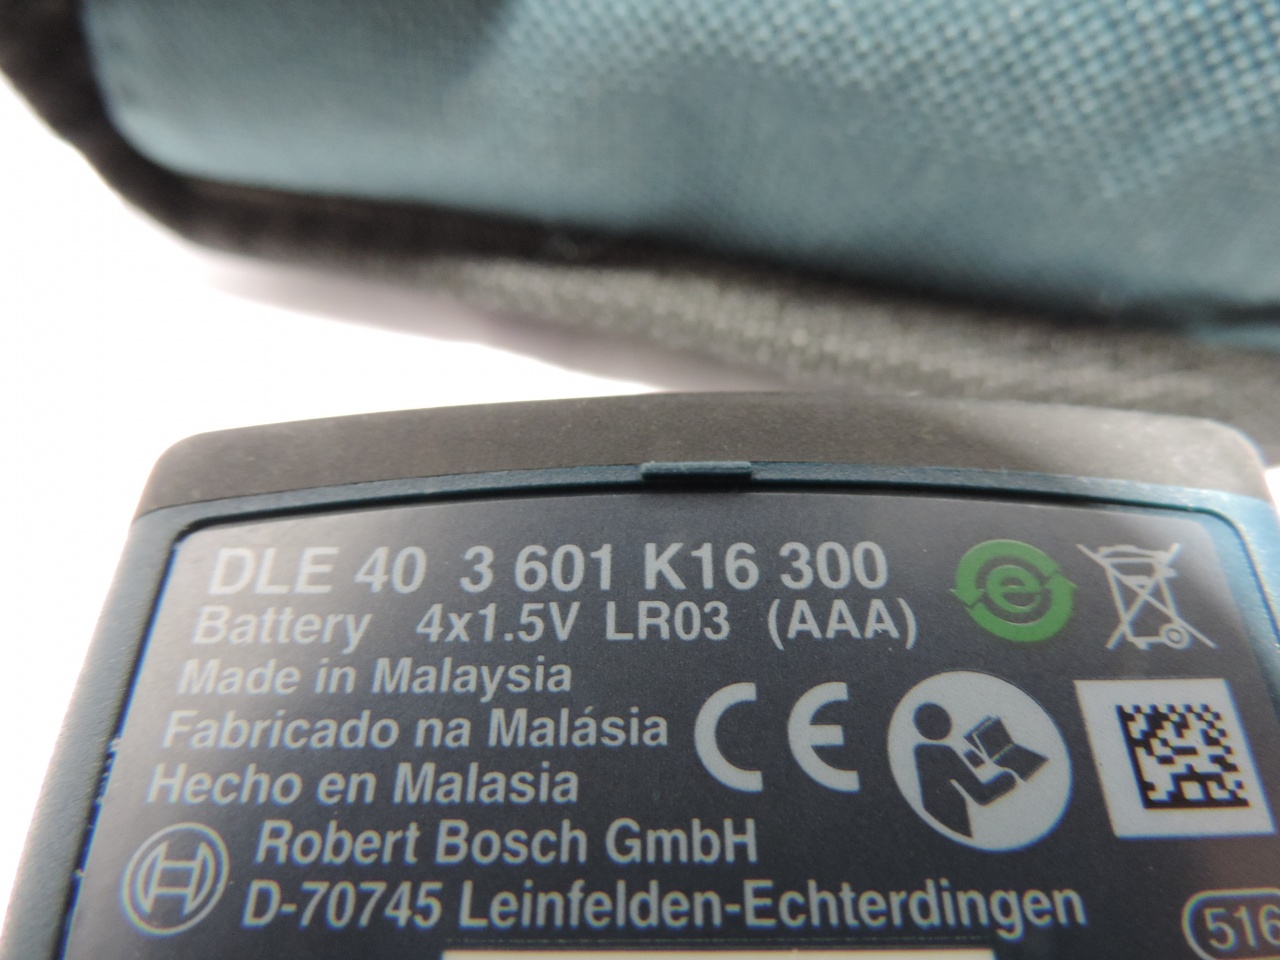 DLE 40 3 601 K16 300
Battery 4x1.5V LR03 (AAA)
Made in Malaysia
Fabricado na Malásia
Hecho en Malasia
CE
Robert Bosch GmbH
D-70745 Leinfelden-Echterdingen
516